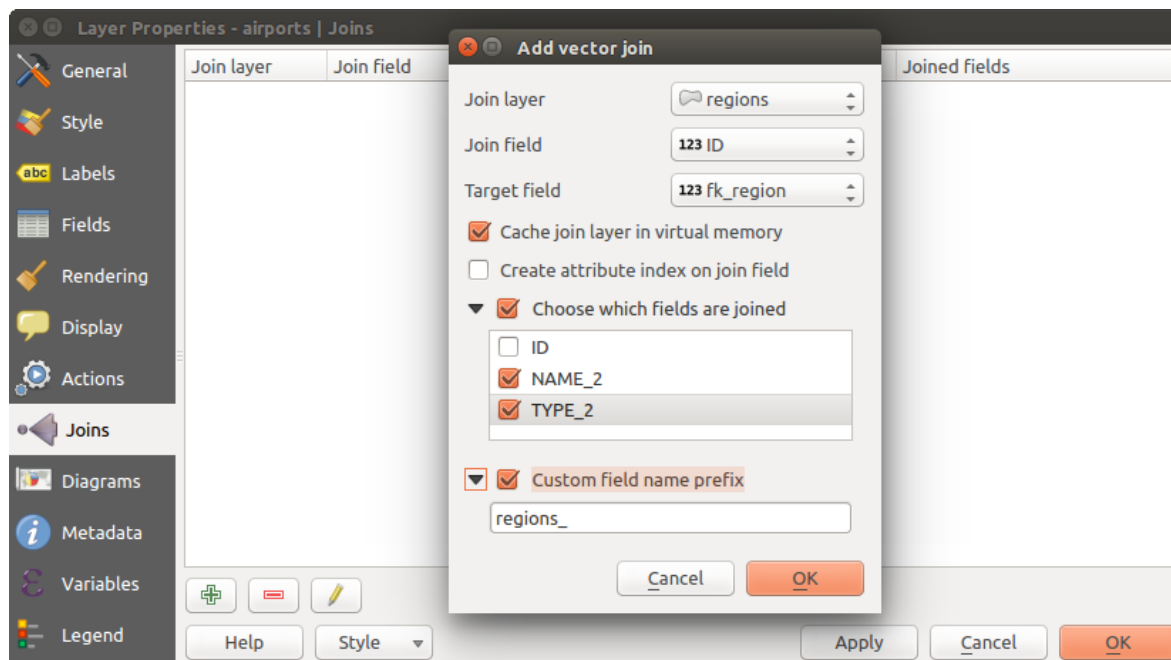 Layer Properties - airports | Joins
General
Style
abc Labels
Fields
Rendering
Display
Actions
Joins
Diagrams
i Metadata
ε Variables
Legend
Join layer Join field Joined fields
Help Style Apply Cancel OK
Add vector join
Join layer regions
Join field 123 ID
Target field 123 fk_region
Cache join layer in virtual memory
Create attribute index on join field
Choose which fields are joined
ID
NAME_2
TYPE_2
Custom field name prefix
regions_
Cancel OK